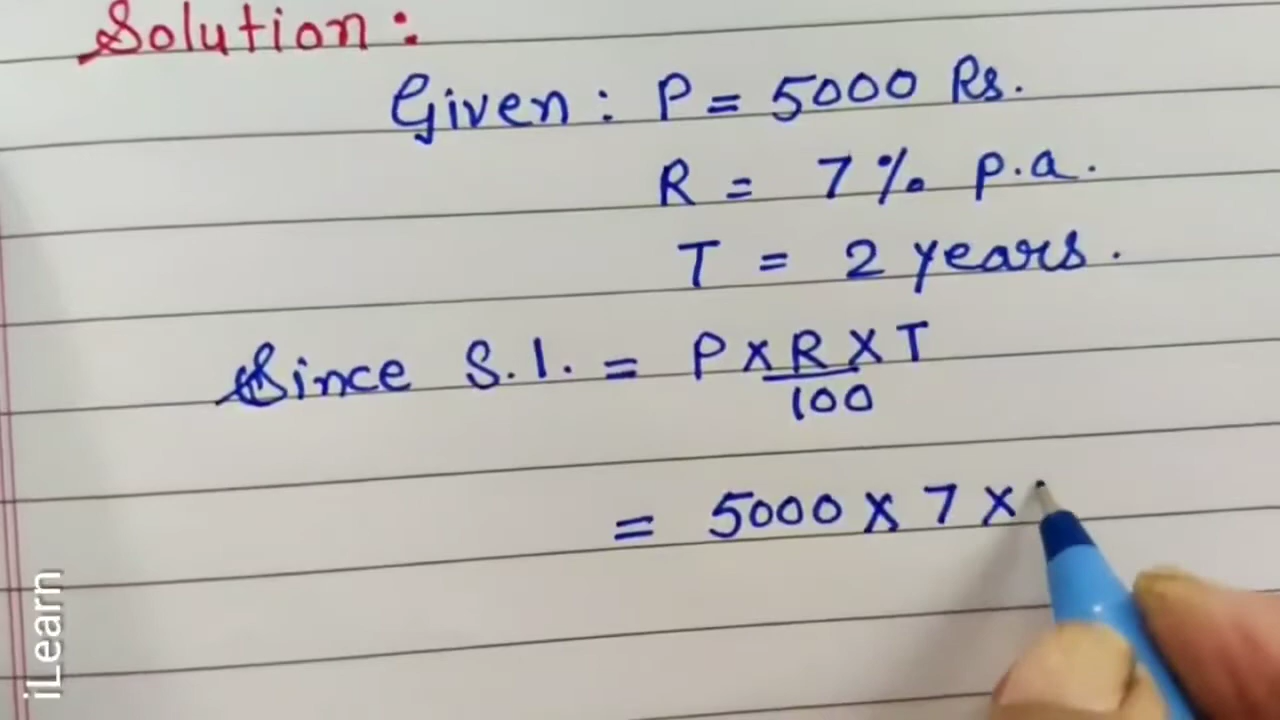 Solution:
Given: P = 5000 Rs.
R = 7% p.a.
T = 2 years.
Since S.I. = P × R × T
100
= 5000 × 7 ×
iLearn